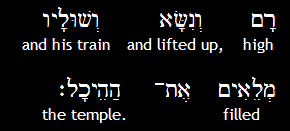 רָם וְנִשָּׂא וְשׁוּלָיו
high and lifted up, and his train
מְלֵאִים אֶת־ הַהֵיכָל׃
filled the temple.